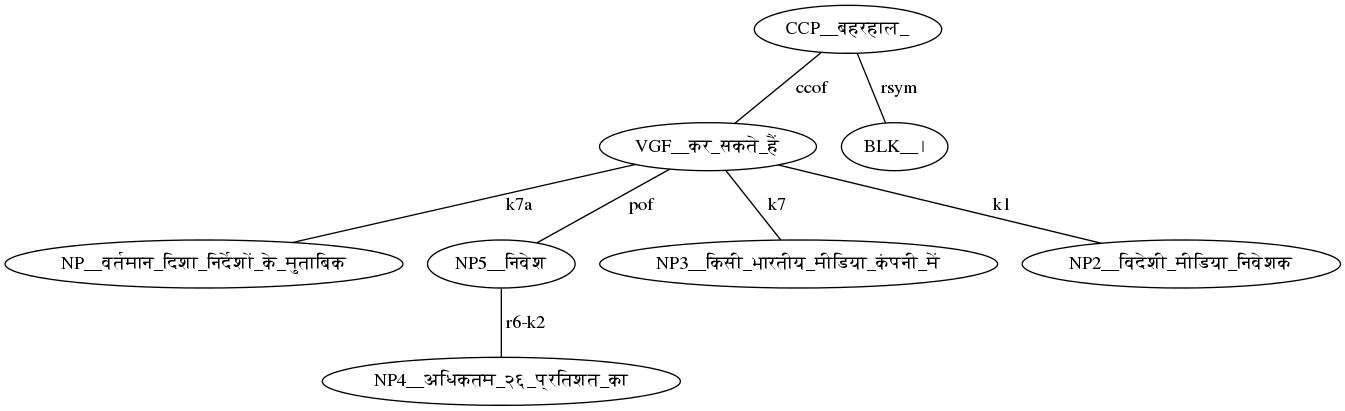 CCP__बहरहाल_
ccof rsym
VGF__कर_सकते_हैं BLK__।
k7a pof k7 k1
NP__वर्तमान_दिशा_निर्देशों_के_मुताबिक NP5__निवेश NP3__किसी_भारतीय_मीडिया_कंपनी_में NP2__विदेशी_मीडिया_निवेशक
r6-k2
NP4__अधिकतम_२६_प्रतिशत_का